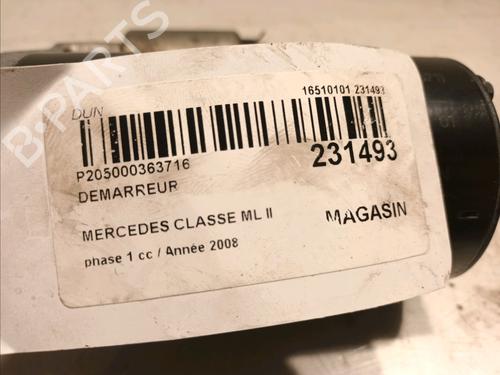 16510101 231493
DUN
P205000363716
231493
DEMARREUR
MERCEDES CLASSE ML II
MAGASIN
phase 1 cc / Année 2008
B-PARTS